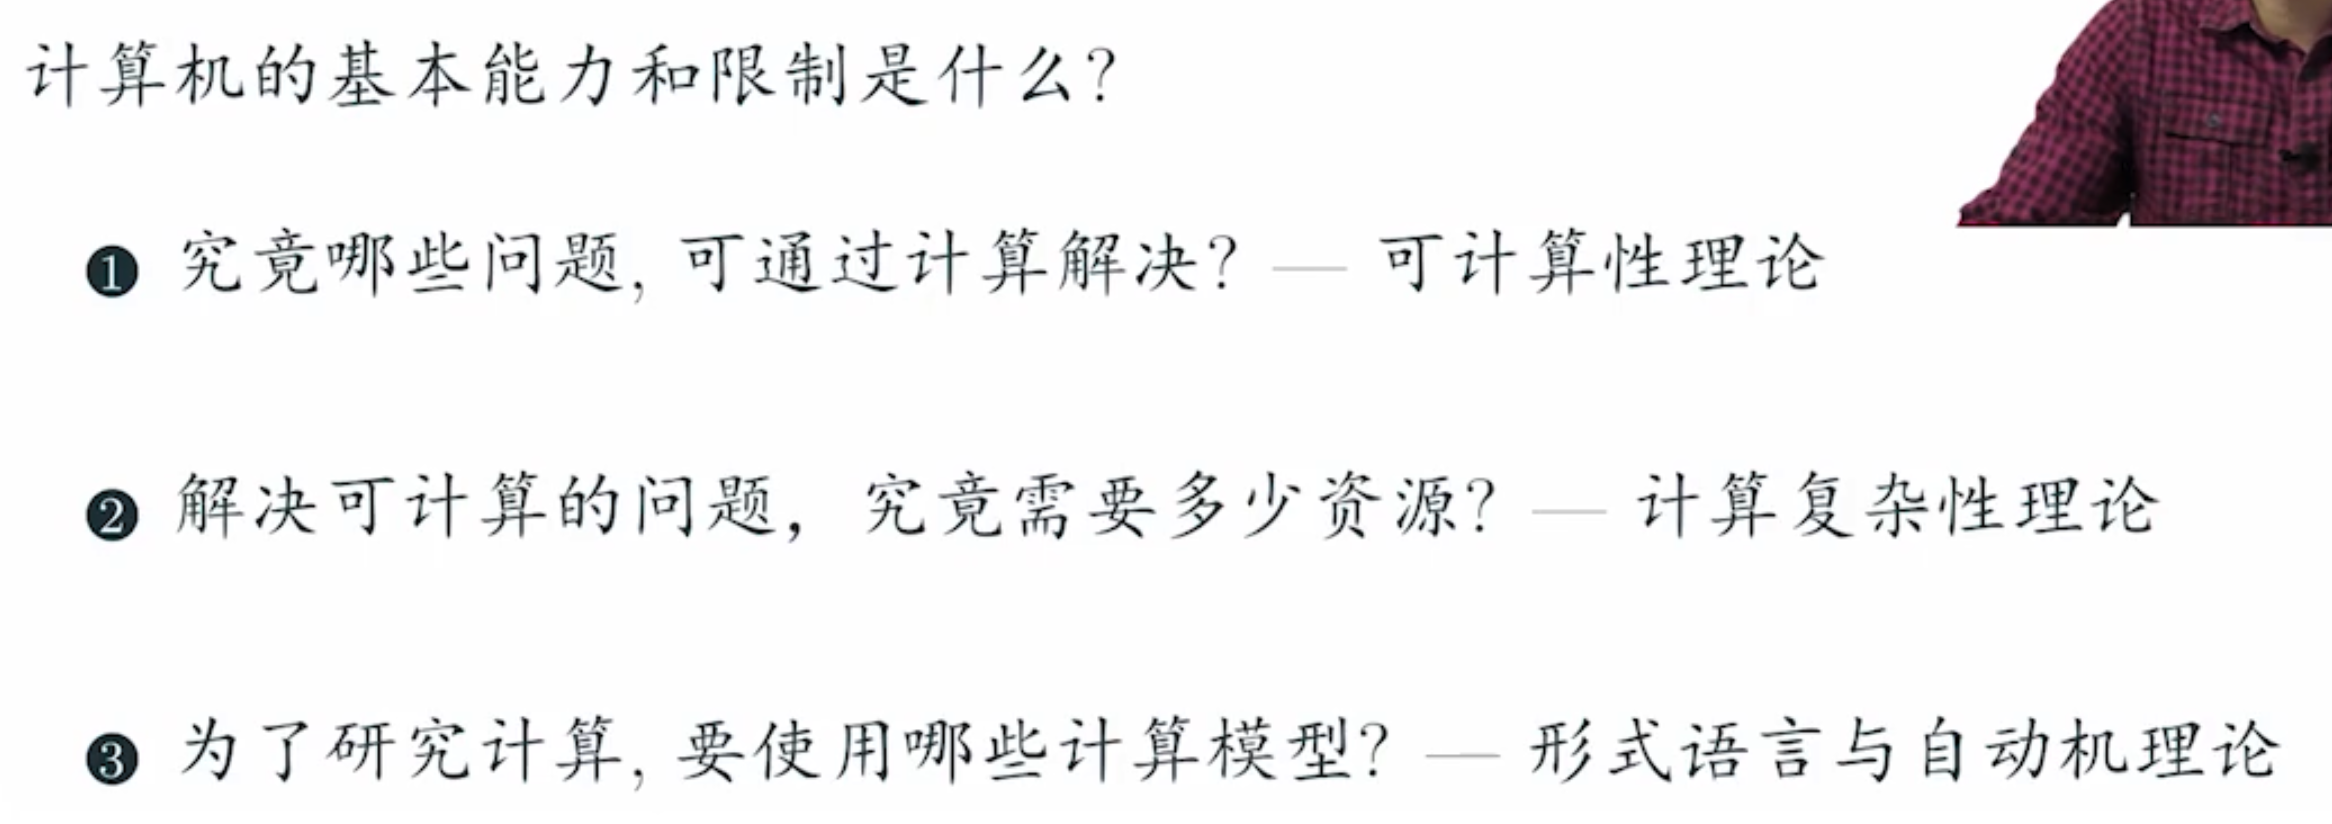 计算机的基本能力和限制是什么?
❶ 究竟哪些问题, 可通过计算解决? — 可计算性理论
❷ 解决可计算的问题，究竟需要多少资源? — 计算复杂性理论
❸ 为了研究计算, 要使用哪些计算模型? — 形式语言与自动机理论